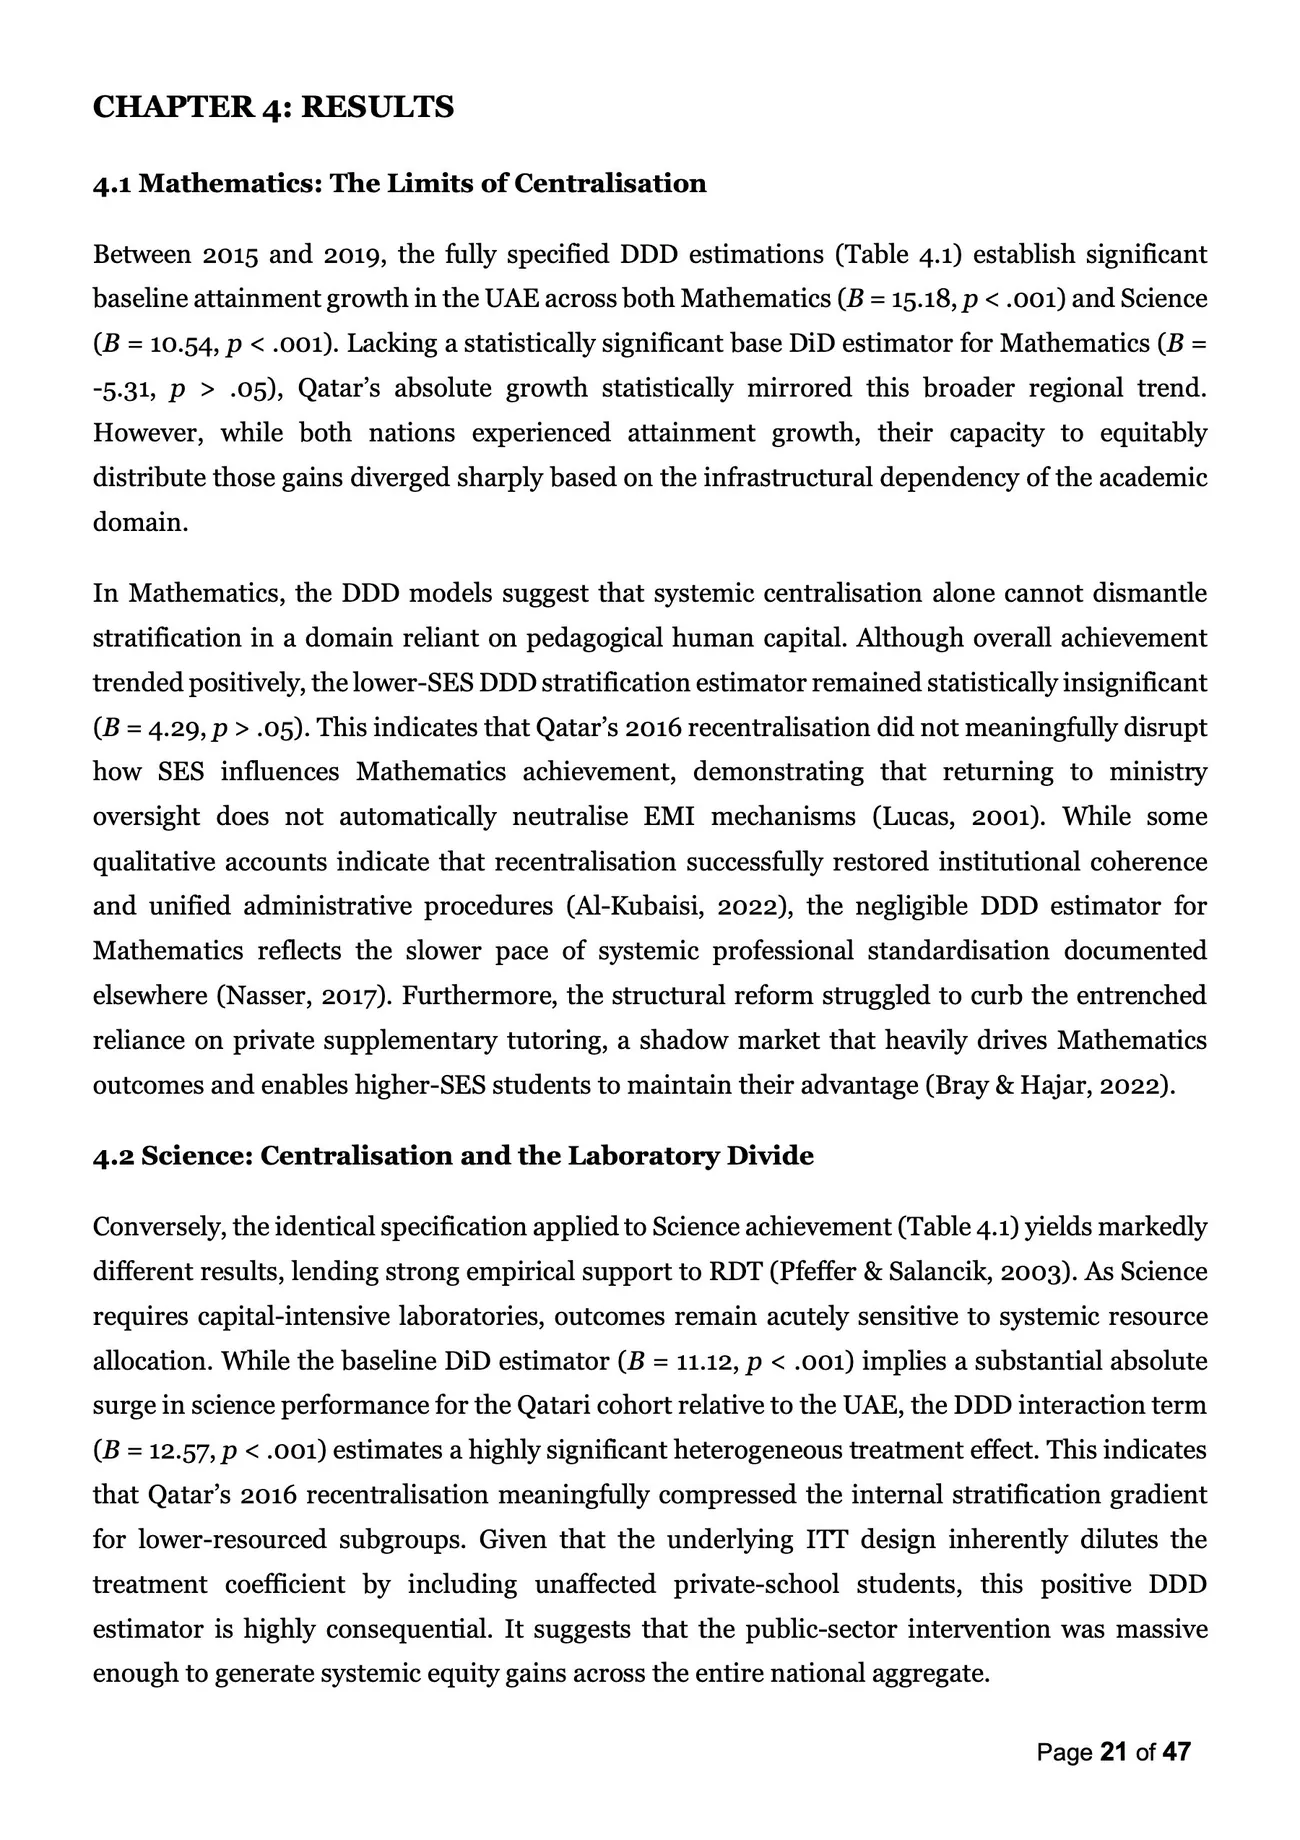 CHAPTER 4: RESULTS
4.1 Mathematics: The Limits of Centralisation
Between 2015 and 2019, the fully specified DDD estimations (Table 4.1) establish significant
baseline attainment growth in the UAE across both Mathematics (B = 15.18, p < .001) and Science
(B = 10.54, p < .001). Lacking a statistically significant base DiD estimator for Mathematics (B =
-5.31, p > .05), Qatar’s absolute growth statistically mirrored this broader regional trend.
However, while both nations experienced attainment growth, their capacity to equitably
distribute those gains diverged sharply based on the infrastructural dependency of the academic
domain.
In Mathematics, the DDD models suggest that systemic centralisation alone cannot dismantle
stratification in a domain reliant on pedagogical human capital. Although overall achievement
trended positively, the lower-SES DDD stratification estimator remained statistically insignificant
(B = 4.29, p > .05). This indicates that Qatar’s 2016 recentralisation did not meaningfully disrupt
how SES influences Mathematics achievement, demonstrating that returning to ministry
oversight does not automatically neutralise EMI mechanisms (Lucas, 2001). While some
qualitative accounts indicate that recentralisation successfully restored institutional coherence
and unified administrative procedures (Al-Kubaisi, 2022), the negligible DDD estimator for
Mathematics reflects the slower pace of systemic professional standardisation documented
elsewhere (Nasser, 2017). Furthermore, the structural reform struggled to curb the entrenched
reliance on private supplementary tutoring, a shadow market that heavily drives Mathematics
outcomes and enables higher-SES students to maintain their advantage (Bray & Hajar, 2022).
4.2 Science: Centralisation and the Laboratory Divide
Conversely, the identical specification applied to Science achievement (Table 4.1) yields markedly
different results, lending strong empirical support to RDT (Pfeffer & Salancik, 2003). As Science
requires capital-intensive laboratories, outcomes remain acutely sensitive to systemic resource
allocation. While the baseline DiD estimator (B = 11.12, p < .001) implies a substantial absolute
surge in science performance for the Qatari cohort relative to the UAE, the DDD interaction term
(B = 12.57, p < .001) estimates a highly significant heterogeneous treatment effect. This indicates
that Qatar’s 2016 recentralisation meaningfully compressed the internal stratification gradient
for lower-resourced subgroups. Given that the underlying ITT design inherently dilutes the
treatment coefficient by including unaffected private-school students, this positive DDD
estimator is highly consequential. It suggests that the public-sector intervention was massive
enough to generate systemic equity gains across the entire national aggregate.
Page 21 of 47